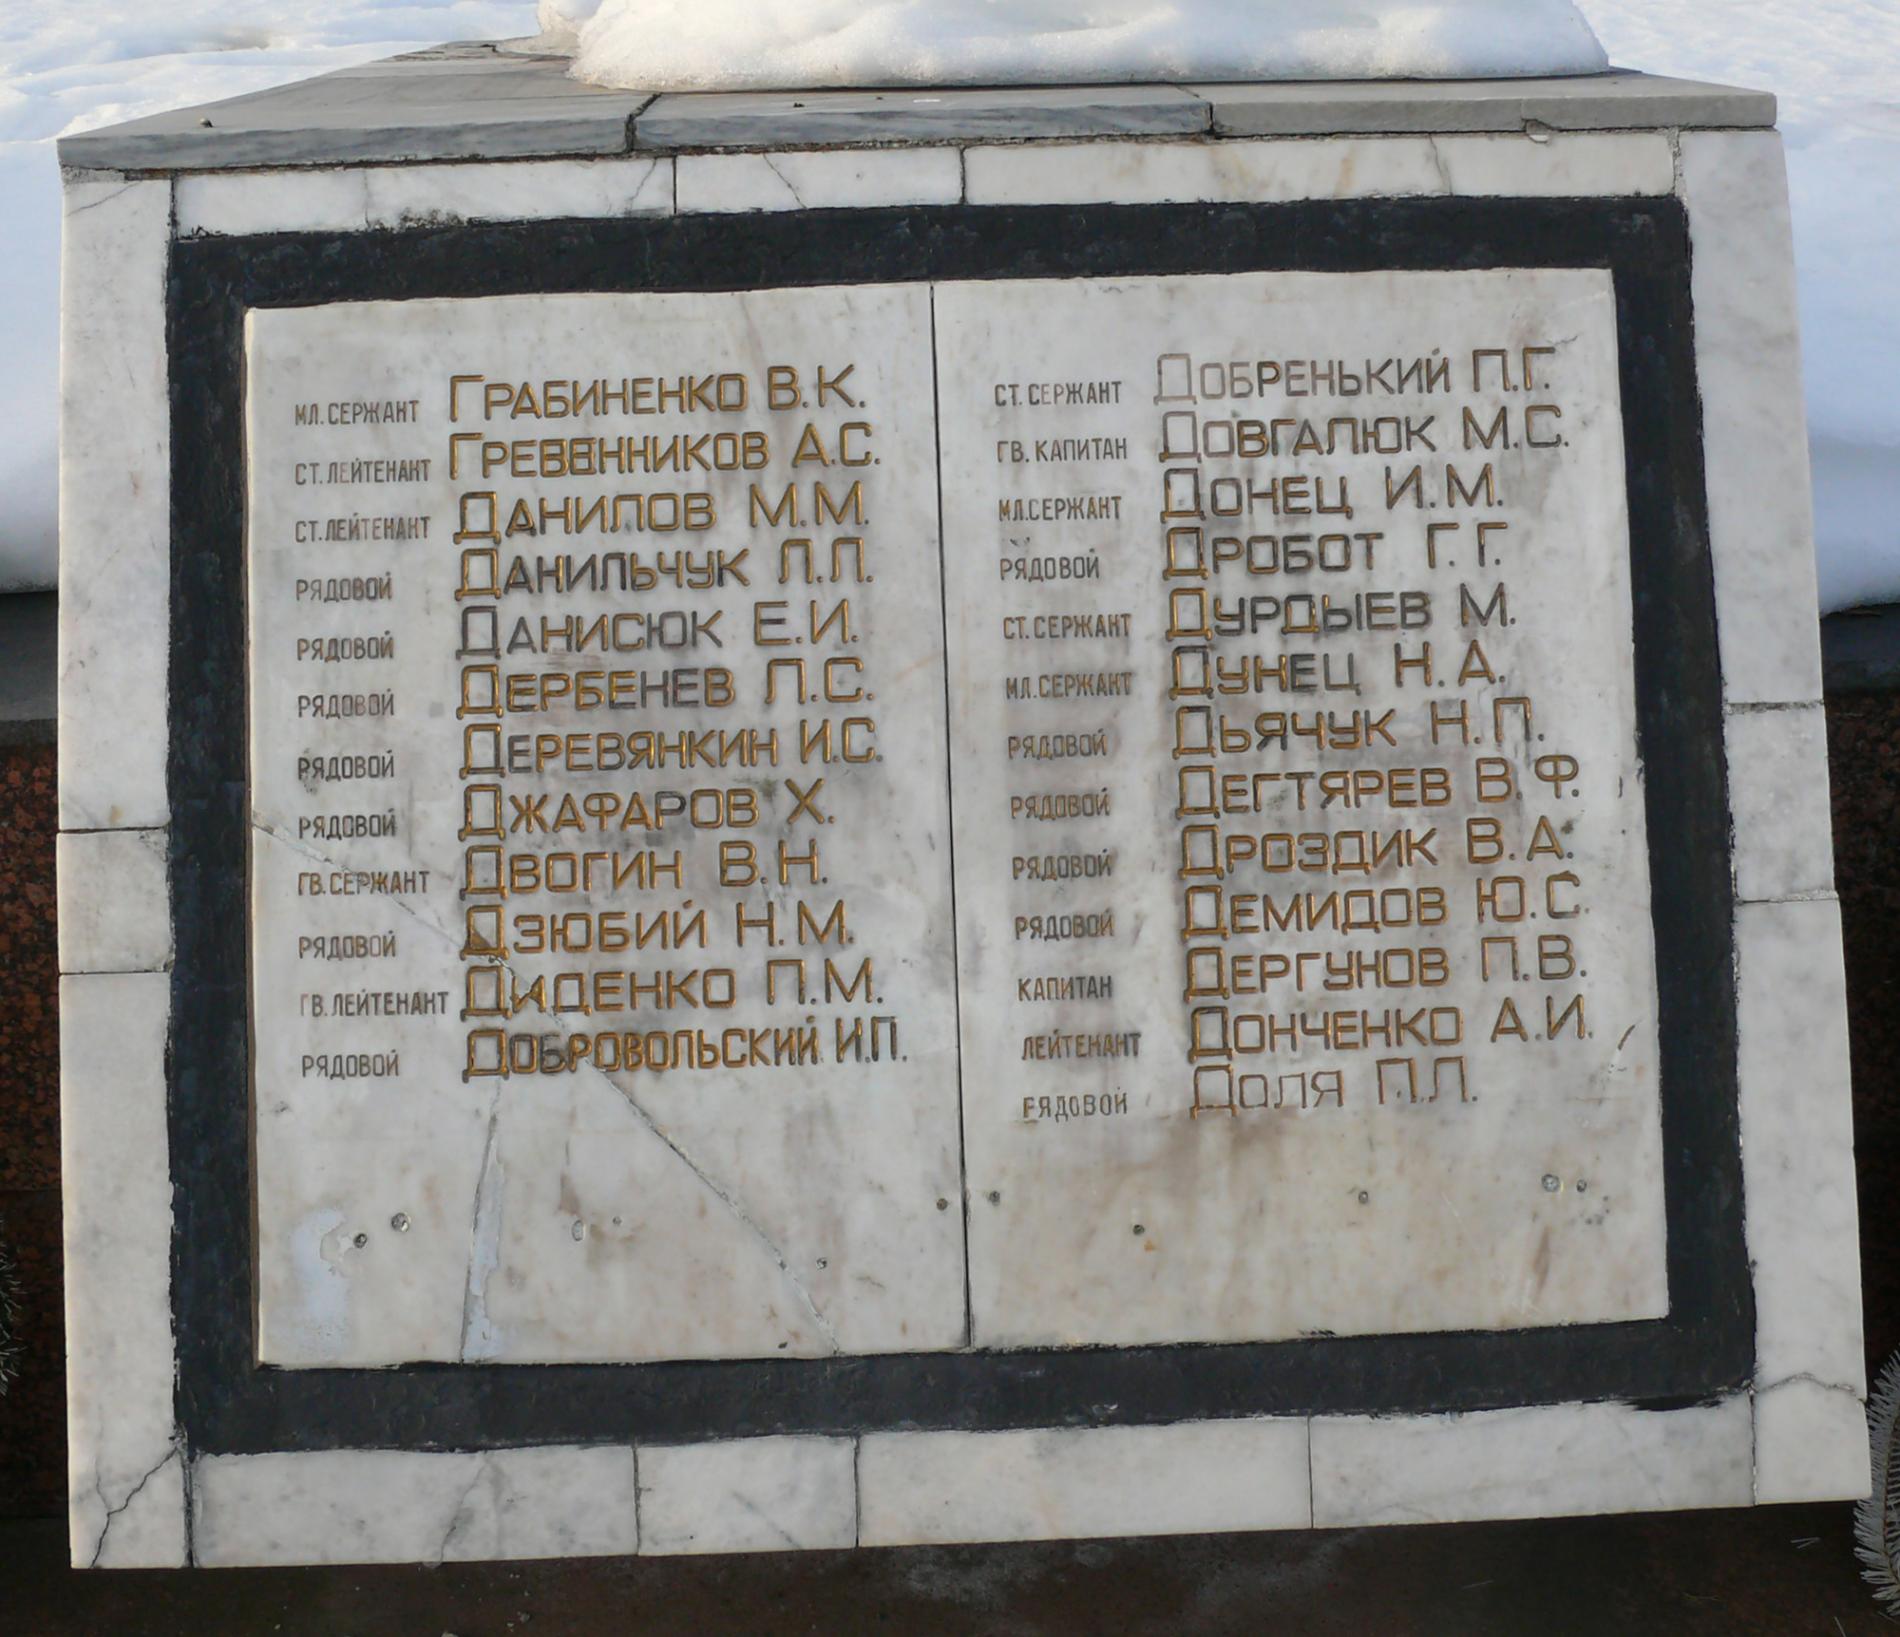 МЛ. СЕРЖАНТ ГРАБИНЕНКО В.К.
СТ. ЛЕЙТЕНАНТ ГРЕВЕННИКОВ А.С.
СТ. ЛЕЙТЕНАНТ ДАНИЛОВ М.М.
РЯДОВОЙ ДАНИЛЬЧУК Л.Л.
РЯДОВОЙ ДАНИСЮК Е.И.
РЯДОВОЙ ДЕРБЕНЕВ Л.С.
РЯДОВОЙ ДЕРЕВЯНКИН И.С.
РЯДОВОЙ ДЖАФАРОВ Х.
ГВ. СЕРЖАНТ ДВОГИН В.Н.
РЯДОВОЙ ДЗЮБИЙ Н.М.
ГВ. ЛЕЙТЕНАНТ ДИДЕНКО П.М.
РЯДОВОЙ ДОБРОВОЛЬСКИЙ И.П.
СТ. СЕРЖАНТ ДОБРЕНЬКИЙ П.Г.
ГВ. КАПИТАН ДОВГАЛЮК М.С.
МЛ. СЕРЖАНТ ДОНЕЦ И.М.
РЯДОВОЙ ДРОБОТ Г.Г.
СТ. СЕРЖАНТ ДУРДЫЕВ М.
МЛ. СЕРЖАНТ ДУНЕЦ Н.А.
РЯДОВОЙ ДЬЯЧУК Н.П.
РЯДОВОЙ ДЕГТЯРЕВ В.Ф.
РЯДОВОЙ ДРОЗДИК В.А.
РЯДОВОЙ ДЕМИДОВ Ю.С.
КАПИТАН ДЕРГУНОВ П.В.
ЛЕЙТЕНАНТ ДОНЧЕНКО А.И.
РЯДОВОЙ ДОЛЯ П.Л.